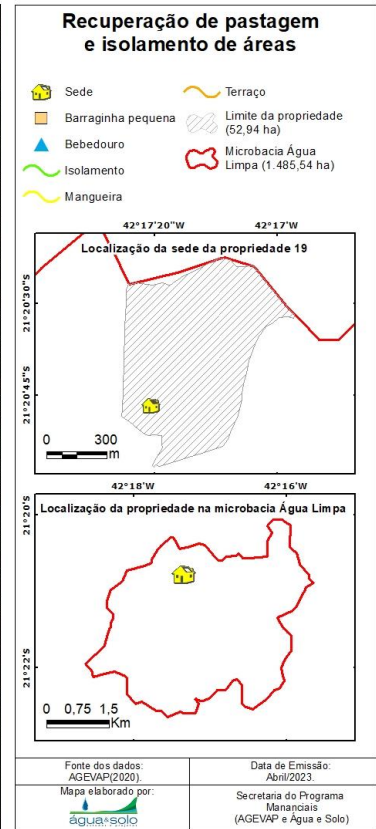 Recuperação de pastagem
e isolamento de áreas
Sede
Barraginha pequena
Bebedouro
Isolamento
Mangueira
Terraço
Limite da propriedade
(52,94 ha)
Microbacia Água
Limpa (1.485,54 ha)
42°17'20"W 42°17'W
Localização da sede da propriedade 19
21°20'30"S
21°20'45"S
0 300
m
42°18'W 42°16'W
Localização da propriedade na microbacia Água Limpa
21°20'S
21°22'S
0 0,75 1,5
Km
Fonte dos dados:
AGEVAP(2020).
Data de Emissão:
Abril/2023.
Mapa elaborado por:
água&solo
Secretaria do Programa
Mananciais
(AGEVAP e Água e Solo)